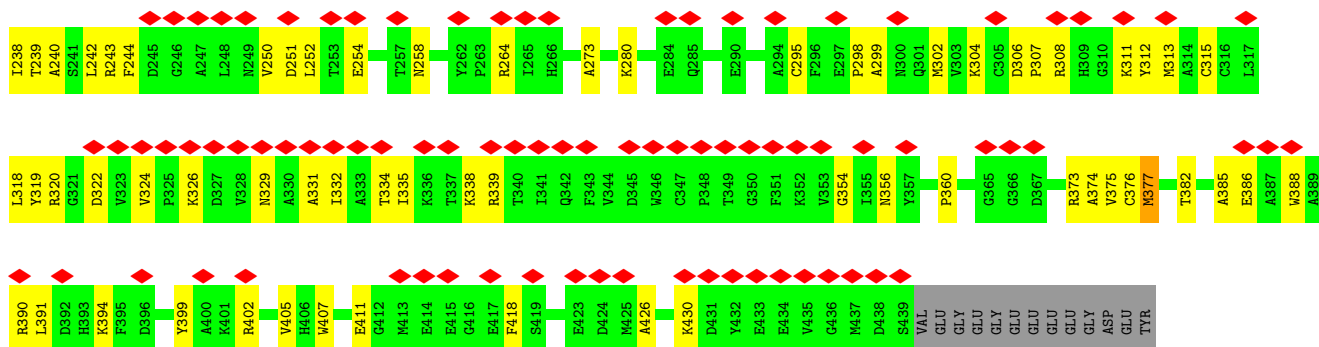 I238 T239 A240 S241 L242 R243 F244 D245 G246 A247 L248 N249 V250 D251 L252 T253 E254 T257 N258 Y262 P263 R264 I265 H266 A273 K280 E284 Q285 E290 A294 C295 F296 E297 P298 A299 N300 Q301 M302 V303 K304 C305 D306 P307 R308 H309 G310 K311 Y312 M313 A314 C315 C316 L317
L318 Y319 R320 G321 D322 V323 V324 P325 K326 D327 V328 N329 A330 A331 I332 A333 T334 I335 K336 T337 K338 R339 T340 I341 Q342 F343 V344 D345 W346 C347 P348 T349 G350 F351 K352 V353 G354 I355 N356 Y357 P360 G365 G366 D367 R373 A374 V375 C376 M377 T382 A385 E386 A387 W388 A389
R390 L391 D392 H393 K394 F395 D396 Y399 A400 K401 R402 V405 H406 W407 E411 G412 M413 E414 E415 G416 E417 F418 S419 E423 D424 M425 A426 K430 D431 Y432 E433 E434 V435 G436 M437 D438 S439 VAL GLU GLY GLU GLY GLU GLU GLU GLU GLY ASP GLU TYR